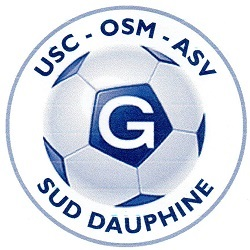 USC - OSM - ASV
G
SUD DAUPHINE